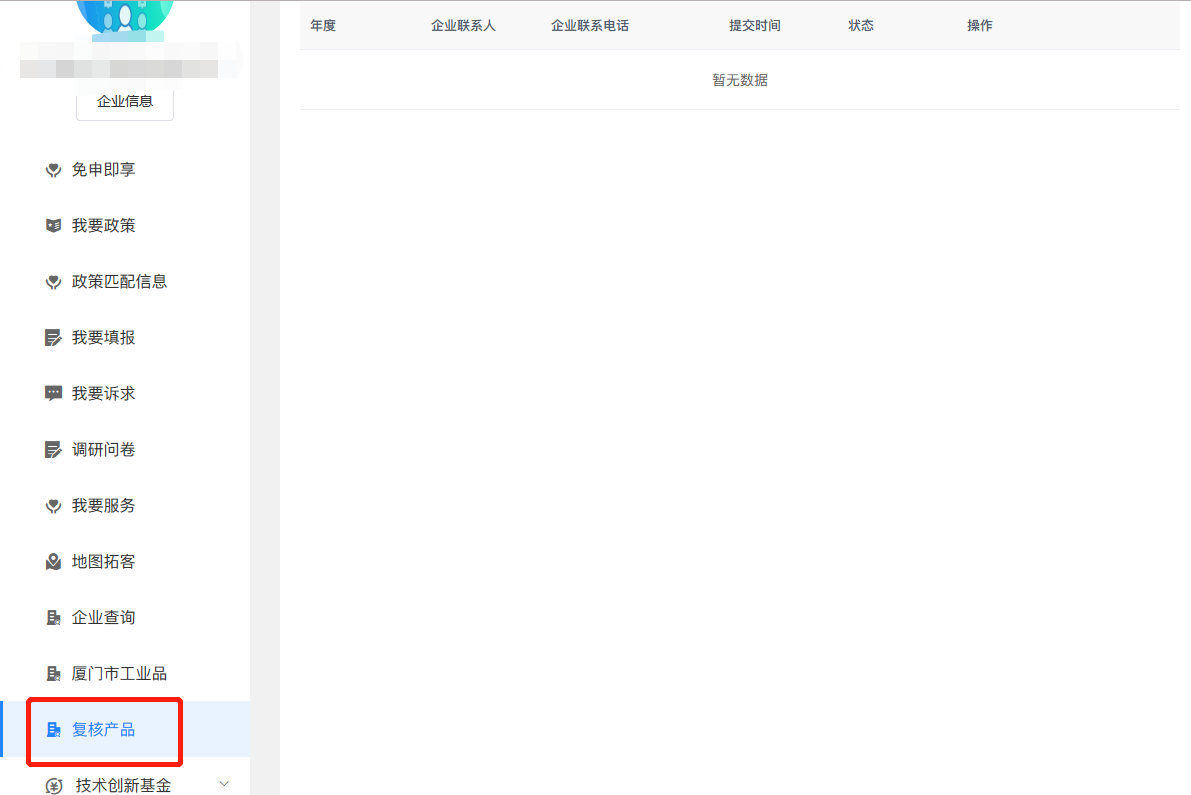 年度 企业联系人 企业联系电话 提交时间 状态 操作
暂无数据
企业信息
免申即享
我要政策
政策匹配信息
我要填报
我要诉求
调研问卷
我要服务
地图拓客
企业查询
厦门市工业品
复核产品
技术创新基金